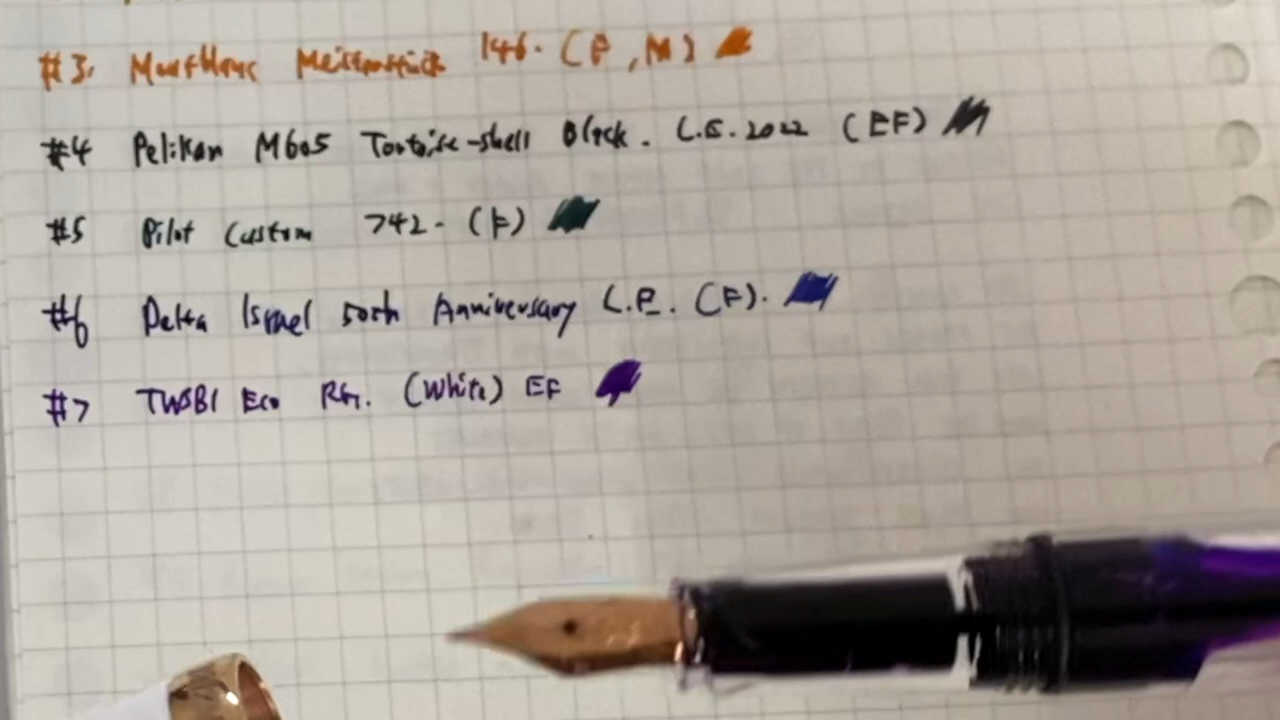 #3. Montblanc Meisterstück 146. (F, M)
#4 Pelikan M605 Tortoise-shell Black. L.E. 2022 (EF)
#5 Pilot Custom 742. (F)
#6 Delta Israel 50th Anniversary L.E. (F).
#7 TWSBI Eco (White) EF